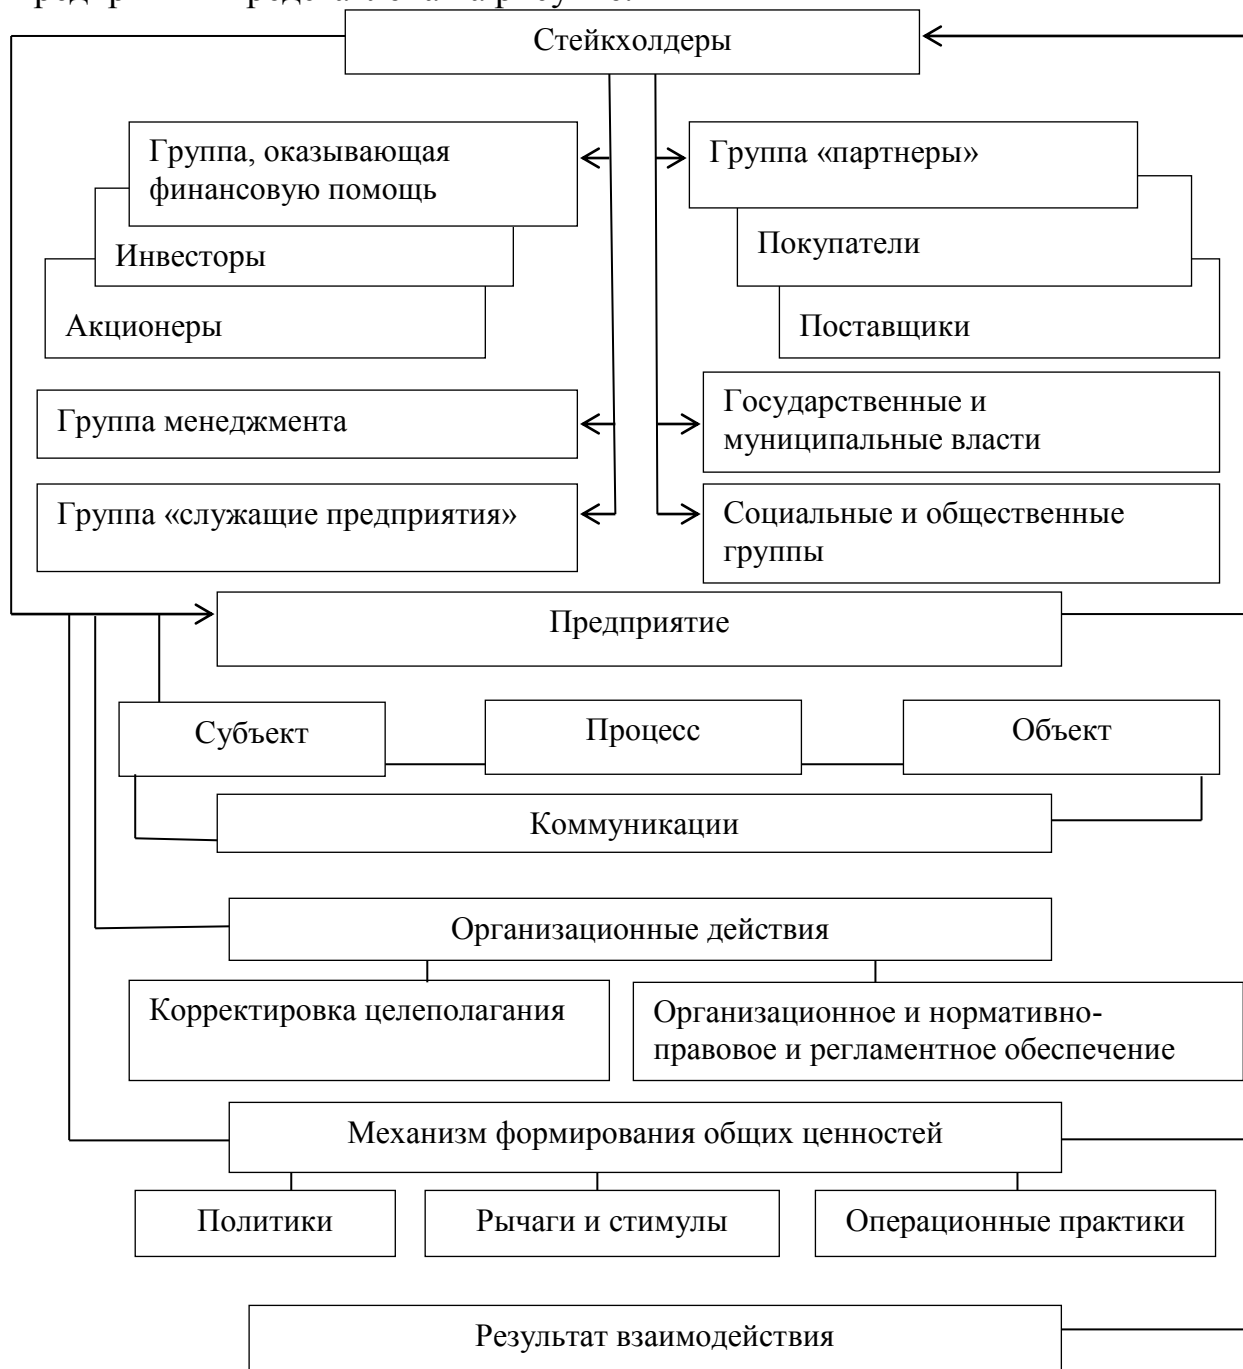 Стейкхолдеры
Группа, оказывающая
финансовую помощь
Инвесторы
Акционеры
Группа «партнеры»
Покупатели
Поставщики
Группа менеджмента
Государственные и
муниципальные власти
Группа «служащие предприятия»
Социальные и общественные
группы
Предприятие
Субъект
Процесс
Объект
Коммуникации
Организационные действия
Корректировка целеполагания
Организационное и нормативно-
правовое и регламентное обеспечение
Механизм формирования общих ценностей
Политики
Рычаги и стимулы
Операционные практики
Результат взаимодействия